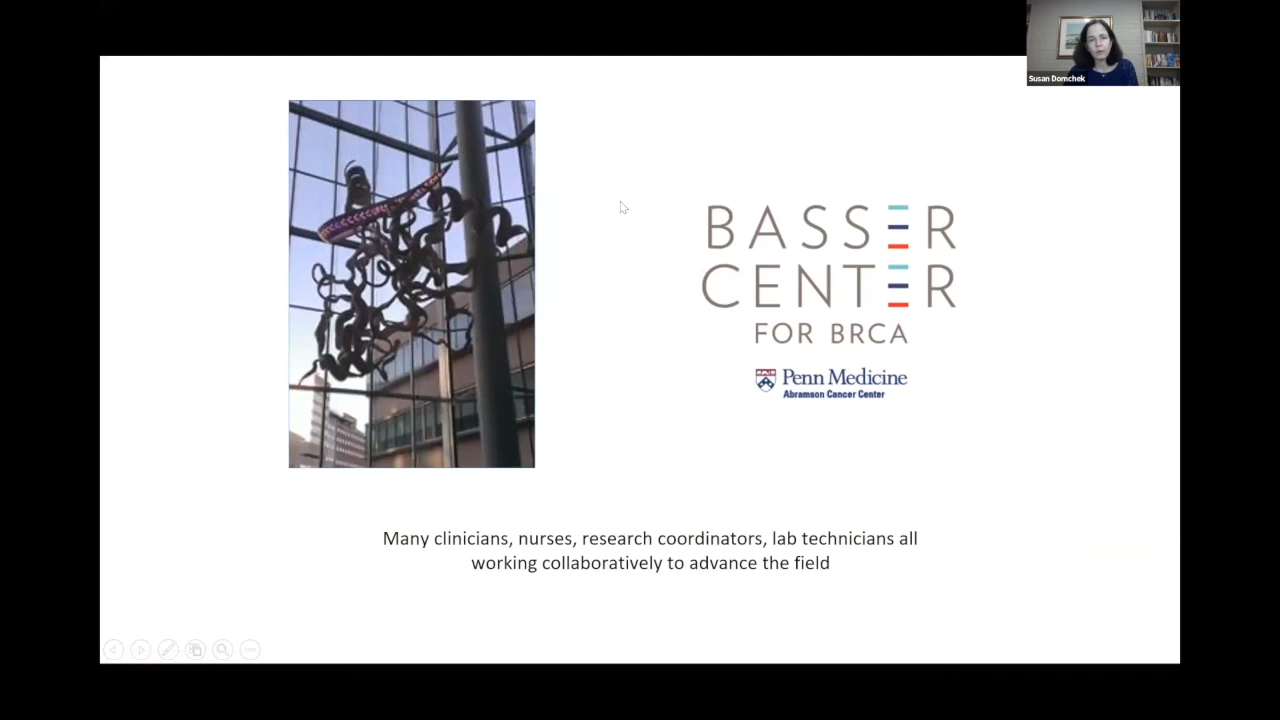 Susan Domchek
BASSER
CENTER
FOR BRCA
Penn Medicine
Abramson Cancer Center
Many clinicians, nurses, research coordinators, lab technicians all
working collaboratively to advance the field